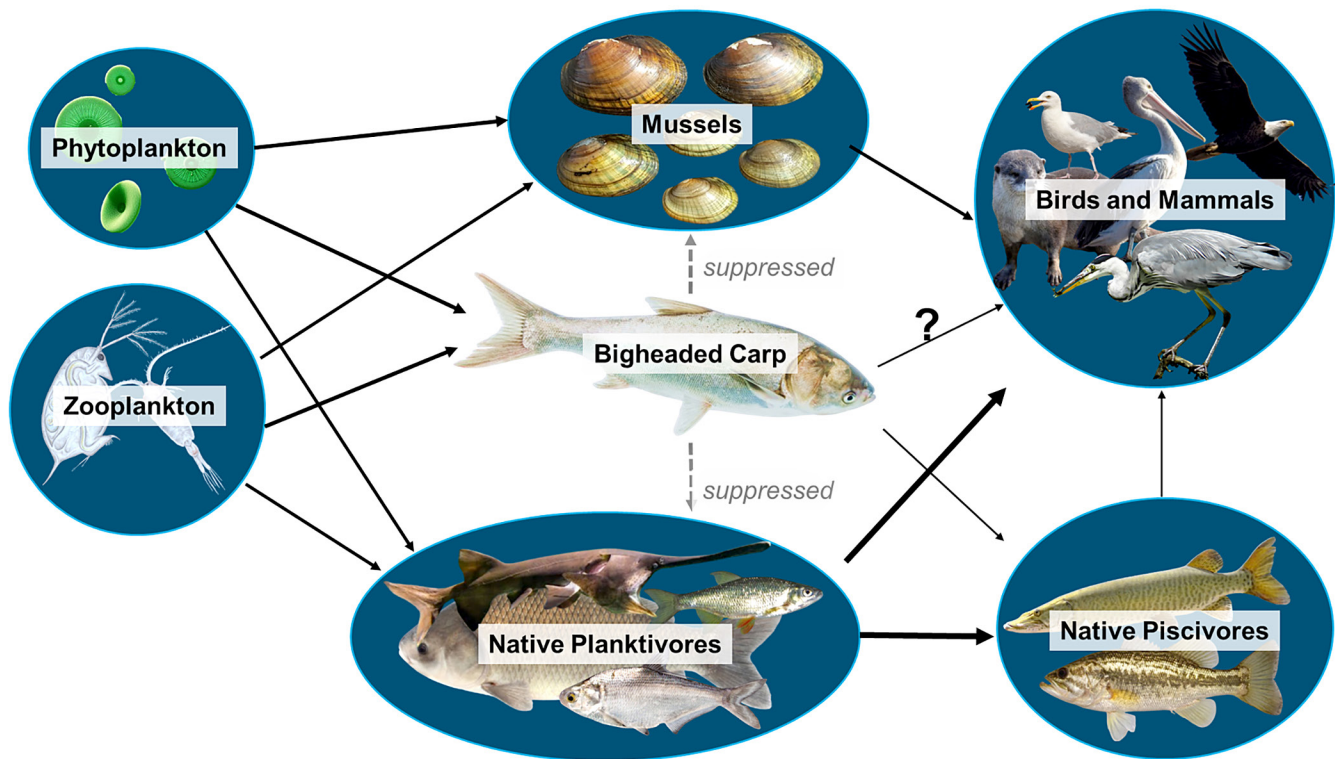 Phytoplankton
Mussels
Birds and Mammals
suppressed
?
Bigheaded Carp
Zooplankton
suppressed
Native Planktivores
Native Piscivores